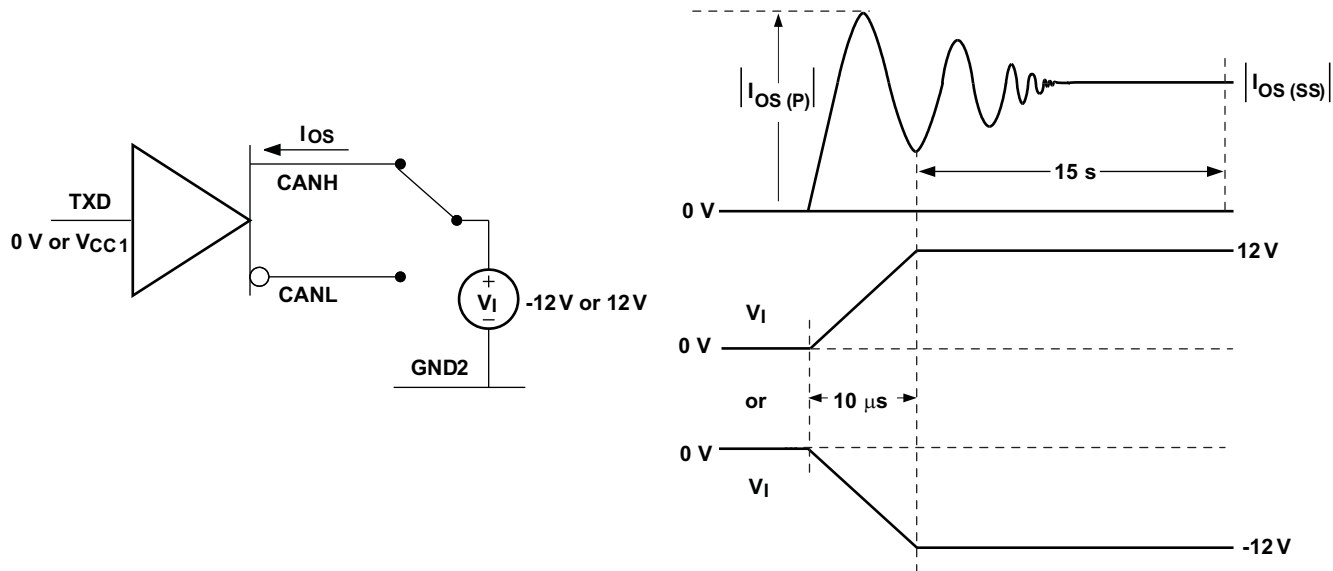 IOS
CANH
TXD
0 V or VCC1
CANL
+
VI
–
-12 V or 12 V
GND2
|IOS (P)|
|IOS (SS)|
15 s
0 V
12 V
VI
0 V
or
10 μs
0 V
VI
-12 V